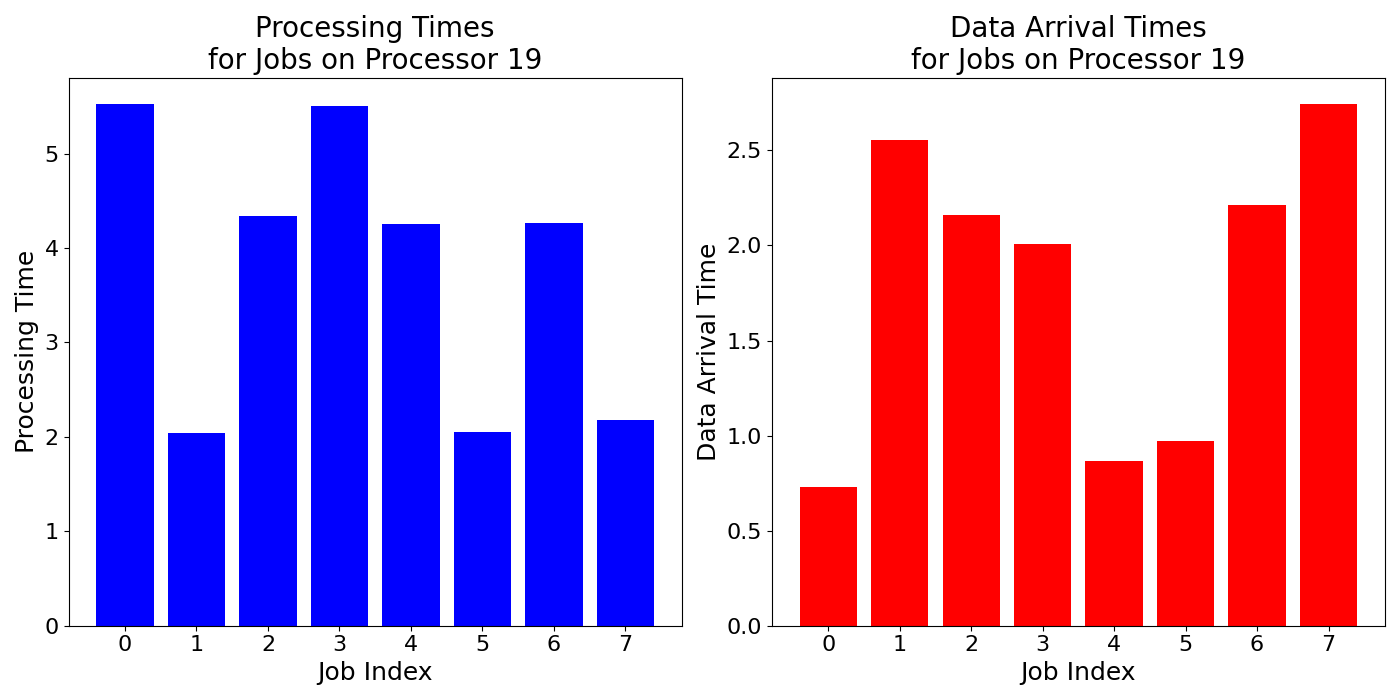 Processing Times
for Jobs on Processor 19
Processing Time
5
4
3
2
1
0
0 1 2 3 4 5 6 7
Job Index
Data Arrival Times
for Jobs on Processor 19
Data Arrival Time
2.5
2.0
1.5
1.0
0.5
0.0
0 1 2 3 4 5 6 7
Job Index